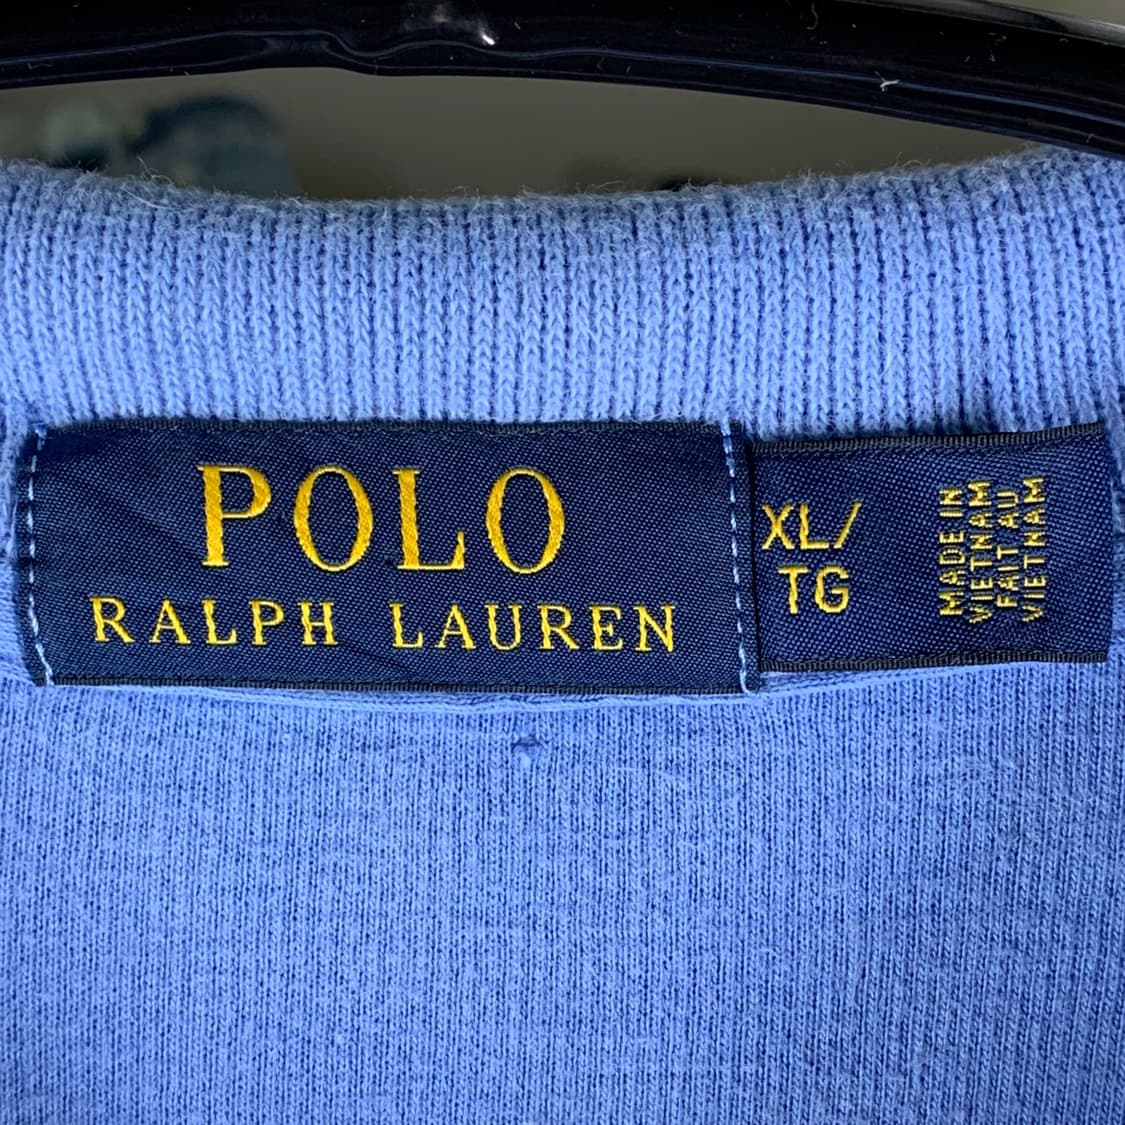 POLO
RALPH LAUREN
XL/
TG
MADE IN
VIETNAM
FAIT AU
VIETNAM